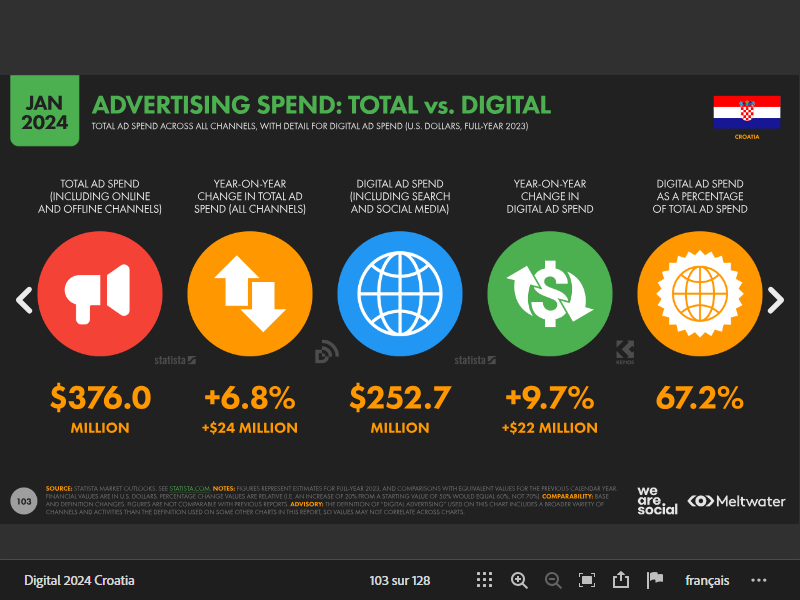 JAN
2024
ADVERTISING SPEND: TOTAL vs. DIGITAL
TOTAL AD SPEND ACROSS ALL CHANNELS, WITH DETAIL FOR DIGITAL AD SPEND (U.S. DOLLARS, FULL-YEAR 2023)
CROATIA
TOTAL AD SPEND
(INCLUDING ONLINE
AND OFFLINE CHANNELS)
$376.0
MILLION
YEAR-ON-YEAR
CHANGE IN TOTAL AD
SPEND (ALL CHANNELS)
+6.8%
+$24 MILLION
DIGITAL AD SPEND
(INCLUDING SEARCH
AND SOCIAL MEDIA)
$252.7
MILLION
YEAR-ON-YEAR
CHANGE IN
DIGITAL AD SPEND
+9.7%
+$22 MILLION
DIGITAL AD SPEND
AS A PERCENTAGE
OF TOTAL AD SPEND
67.2%
statista
statista
KEPIOS
103
SOURCE: STATISTA MARKET OUTLOOKS. SEE STATISTA.COM. NOTES: FIGURES REPRESENT ESTIMATES FOR FULL-YEAR 2023, AND COMPARISONS WITH EQUIVALENT VALUES FOR THE PREVIOUS CALENDAR YEAR.
FINANCIAL VALUES ARE IN U.S. DOLLARS. PERCENTAGE CHANGE VALUES ARE RELATIVE (I.E. AN INCREASE OF 20% FROM A STARTING VALUE OF 50% WOULD EQUAL 60%, NOT 70%). COMPARABILITY: BASE
AND DEFINITION CHANGES. FIGURES ARE NOT COMPARABLE WITH PREVIOUS REPORTS. ADVISORY: THE DEFINITION OF "DIGITAL ADVERTISING" USED ON THIS CHART INCLUDES A BROADER VARIETY OF
CHANNELS AND ACTIVITIES THAN THE DEFINITION USED ON SOME OTHER CHARTS IN THIS REPORT, SO VALUES MAY NOT CORRELATE ACROSS CHARTS.
we
are.
social
Meltwater
Digital 2024 Croatia
103 sur 128
français